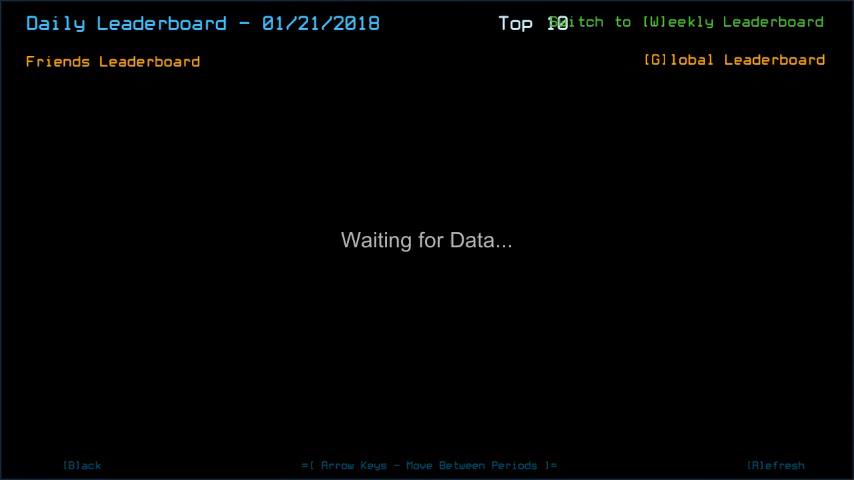 Daily Leaderboard - 01/21/2018
Top 10
Switch to [W]eekly Leaderboard
Friends Leaderboard
[G]lobal Leaderboard
Waiting for Data...
[B]ack
=[ Arrow Keys - Move Between Periods ]=
[R]efresh